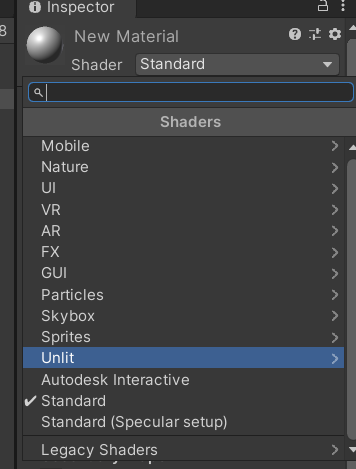 Inspector
8
New Material
Shader Standard
Shaders
Mobile
Nature
UI
VR
AR
FX
GUI
Particles
Skybox
Sprites
Unlit
Autodesk Interactive
Standard
Standard (Specular setup)
Legacy Shaders